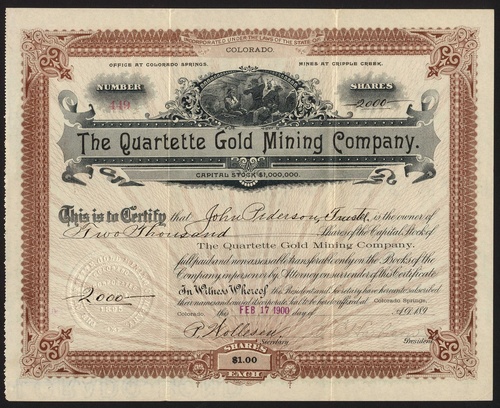 INCORPORATED UNDER THE LAWS OF THE STATE OF
COLORADO.
OFFICE AT COLORADO SPRINGS. MINES AT CRIPPLE CREEK.
NUMBER SHARES
449 2000
The Quartette Gold Mining Company.
CAPITAL STOCK $1,000,000.
This is to Certify that John Pederson, Trustee, is the owner of
Two Thousand Shares of the Capital Stock of
The Quartette Gold Mining Company.
full paid and nonassessable transferable only on the Books of the
Company in person or by Attorney on surrender of this Certificate
In Witness Whereof the President and Secretary have hereunto subscribed
their names and caused the corporate Seal to be hereto affixed at Colorado Springs,
2000 Colorado, this FEB 17 1900 day of A.D. 189
Secretary President
SHARES
$1.00
EACH